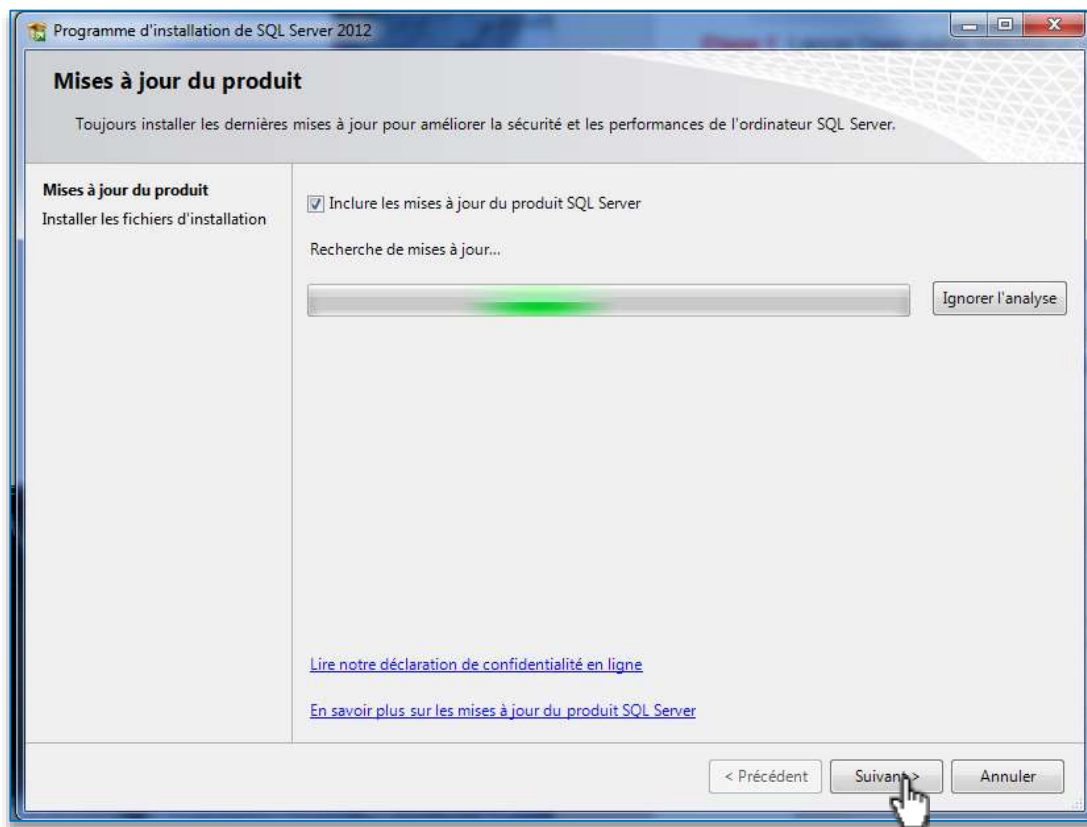 Programme d'installation de SQL Server 2012
Mises à jour du produit
Toujours installer les dernières mises à jour pour améliorer la sécurité et les performances de l'ordinateur SQL Server.
Mises à jour du produit
Installer les fichiers d'installation
Inclure les mises à jour du produit SQL Server
Recherche de mises à jour...
Ignorer l'analyse
Lire notre déclaration de confidentialité en ligne
En savoir plus sur les mises à jour du produit SQL Server
< Précédent
Suivant >
Annuler